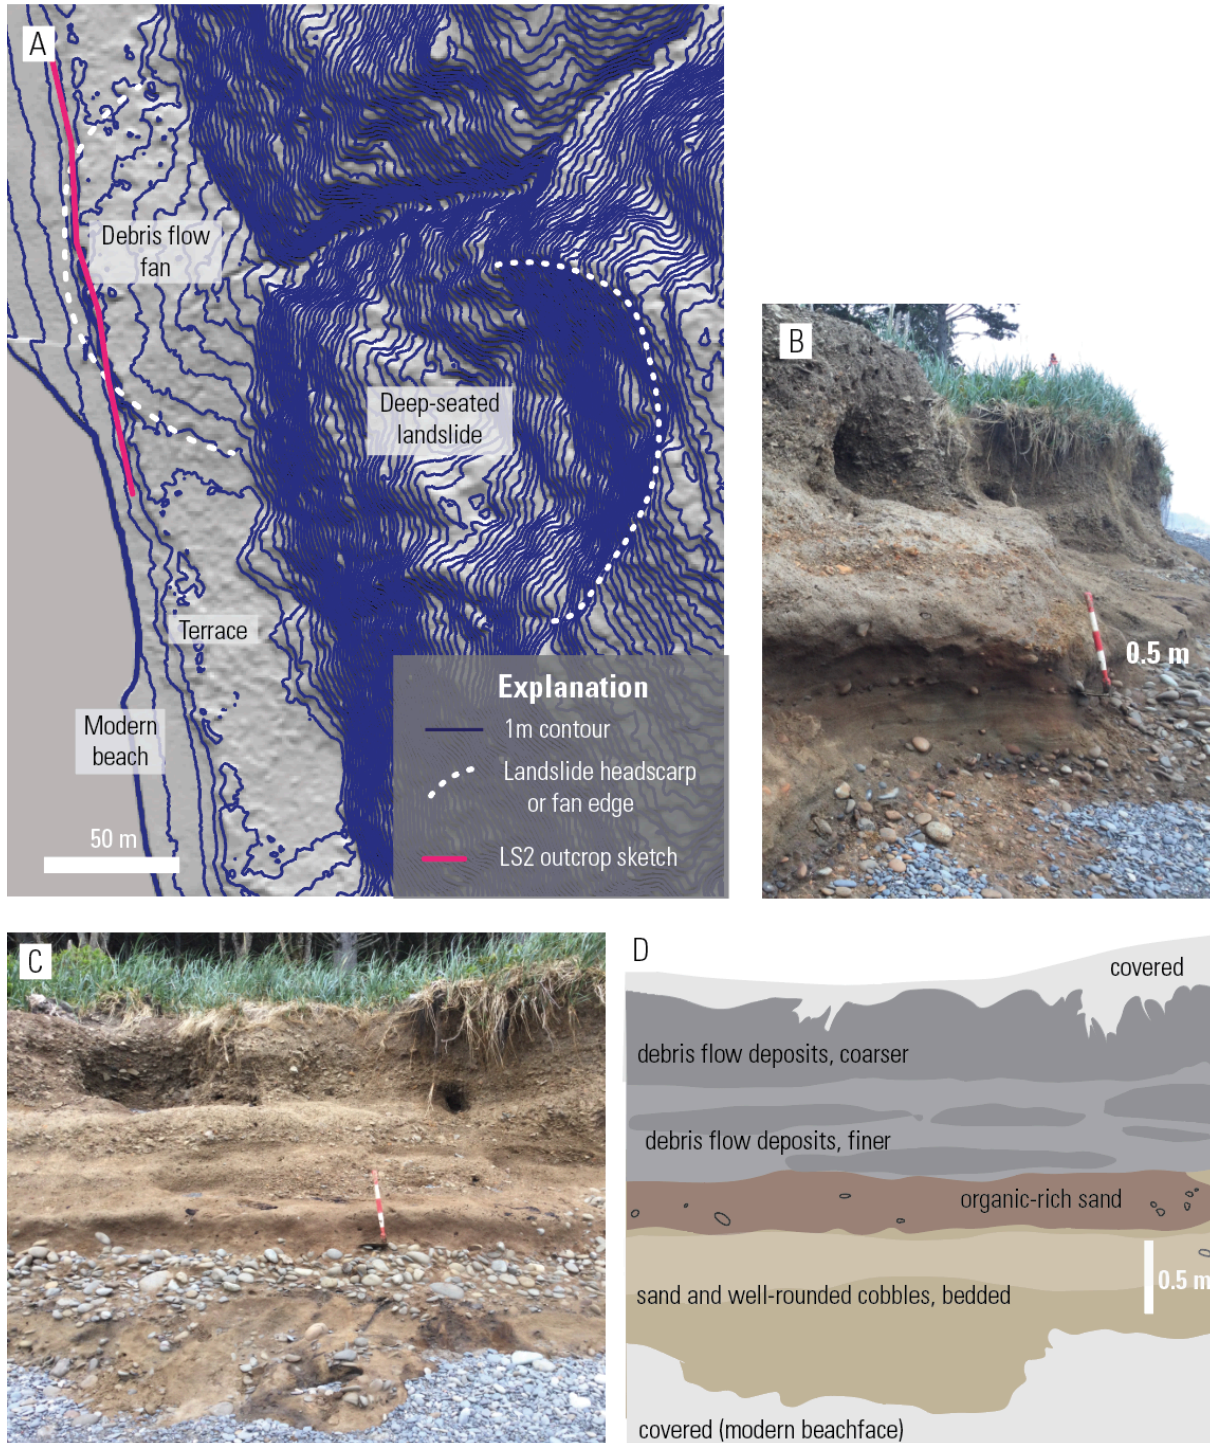 A
Debris flow
fan
Deep-seated
landslide
Terrace
Modern
beach
50 m
Explanation
1m contour
Landslide headscarp
or fan edge
LS2 outcrop sketch
B
0.5 m
C
D
covered
debris flow deposits, coarser
debris flow deposits, finer
organic-rich sand
0.5 m
sand and well-rounded cobbles, bedded
covered (modern beachface)